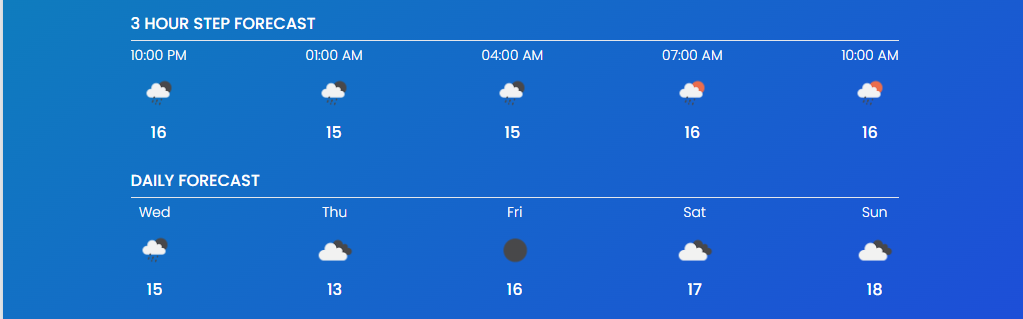 3 HOUR STEP FORECAST
10:00 PM 01:00 AM 04:00 AM 07:00 AM 10:00 AM
16 15 15 16 16
DAILY FORECAST
Wed Thu Fri Sat Sun
15 13 16 17 18